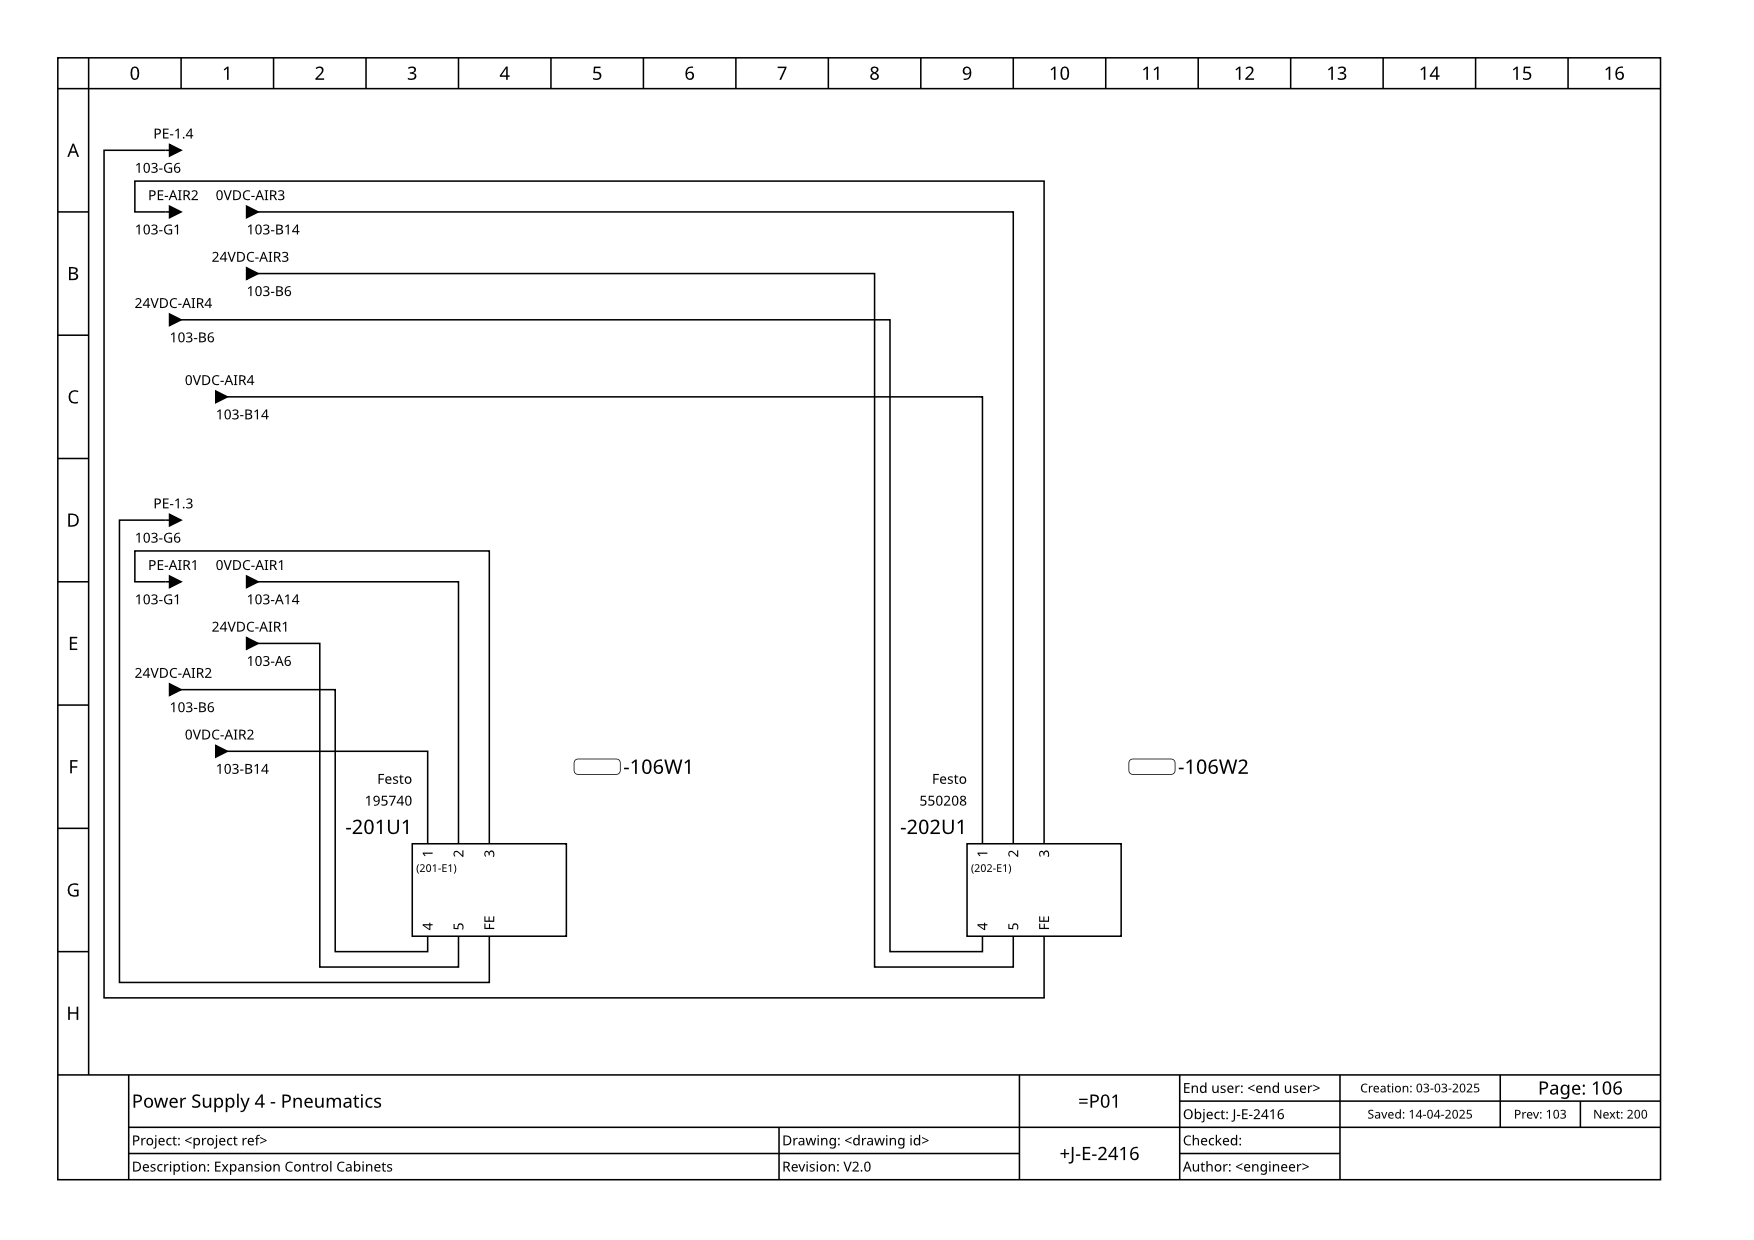 0 1 2 3 4 5 6 7 8 9 10 11 12 13 14 15 16
A
PE-1.4
103-G6
PE-AIR2 0VDC-AIR3
103-G1 103-B14
24VDC-AIR3
B
103-B6
24VDC-AIR4
103-B6
0VDC-AIR4
C
103-B14
PE-1.3
D
103-G6
PE-AIR1 0VDC-AIR1
103-G1 103-A14
24VDC-AIR1
E
103-A6
24VDC-AIR2
103-B6
0VDC-AIR2
F
103-B14
-106W1
-106W2
Festo
195740
-201U1
1 2 3
(201-E1)
4 5 FE
Festo
550208
-202U1
1 2 3
(202-E1)
4 5 FE
G
H
Power Supply 4 - Pneumatics
Project: <project ref>
Description: Expansion Control Cabinets
Drawing: <drawing id>
Revision: V2.0
=P01
+J-E-2416
End user: <end user>
Object: J-E-2416
Checked:
Author: <engineer>
Creation: 03-03-2025
Saved: 14-04-2025
Page: 106
Prev: 103 Next: 200